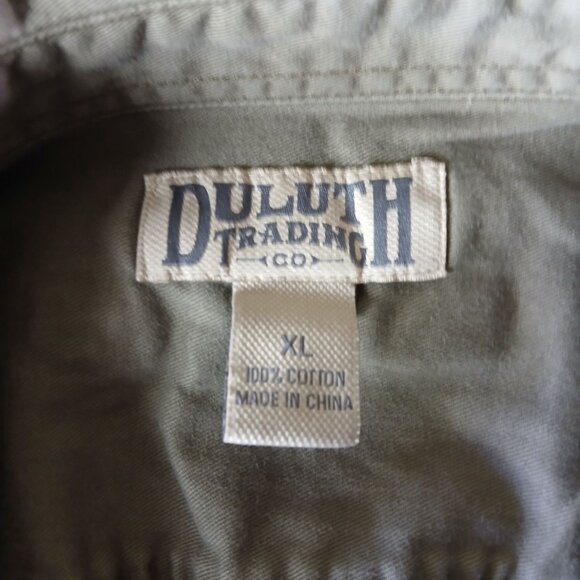 DULUTH
TRADING
CO
XL
100% COTTON
MADE IN CHINA